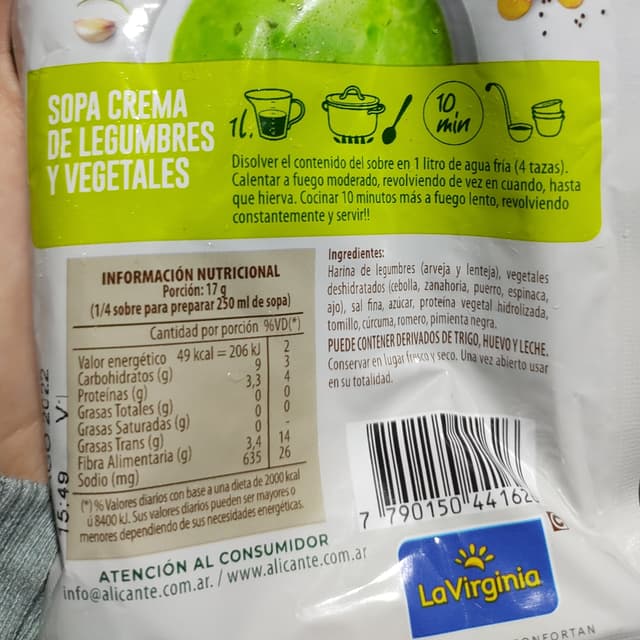 SOPA CREMA
DE LEGUMBRES
Y VEGETALES
1L.
10
min
Disolver el contenido del sobre en 1 litro de agua fría (4 tazas).
Calentar a fuego moderado, revolviendo de vez en cuando, hasta
que hierva. Cocinar 10 minutos más a fuego lento, revolviendo
constantemente y servir!!
INFORMACIÓN NUTRICIONAL
Porción: 17 g
(1/4 sobre para preparar 250 ml de sopa)
Cantidad por porción %VD(*)
Valor energético 49 kcal = 206 kJ 2
Carbohidratos (g) 9 3
Proteínas (g) 3,3 4
Grasas Totales (g) 0 0
Grasas Saturadas (g) 0 0
Grasas Trans (g) 0 -
Fibra Alimentaria (g) 3,4 14
Sodio (mg) 635 26
(*) % Valores diarios con base a una dieta de 2000 kcal
ú 8400 kJ. Sus valores diarios pueden ser mayores o
menores dependiendo de sus necesidades energéticas.
Ingredientes:
Harina de legumbres (arveja y lenteja), vegetales
deshidratados (cebolla, zanahoria, puerro, espinaca,
ajo), sal fina, azúcar, proteína vegetal hidrolizada,
tomillo, cúrcuma, romero, pimienta negra.
PUEDE CONTENER DERIVADOS DE TRIGO, HUEVO Y LECHE.
Conservar en lugar fresco y seco. Una vez abierto usar
en su totalidad.
15:49 V
2022
7 790150 44162
ATENCIÓN AL CONSUMIDOR
info@alicante.com.ar. / www.alicante.com.ar
LaVirginia
CONFORTAN